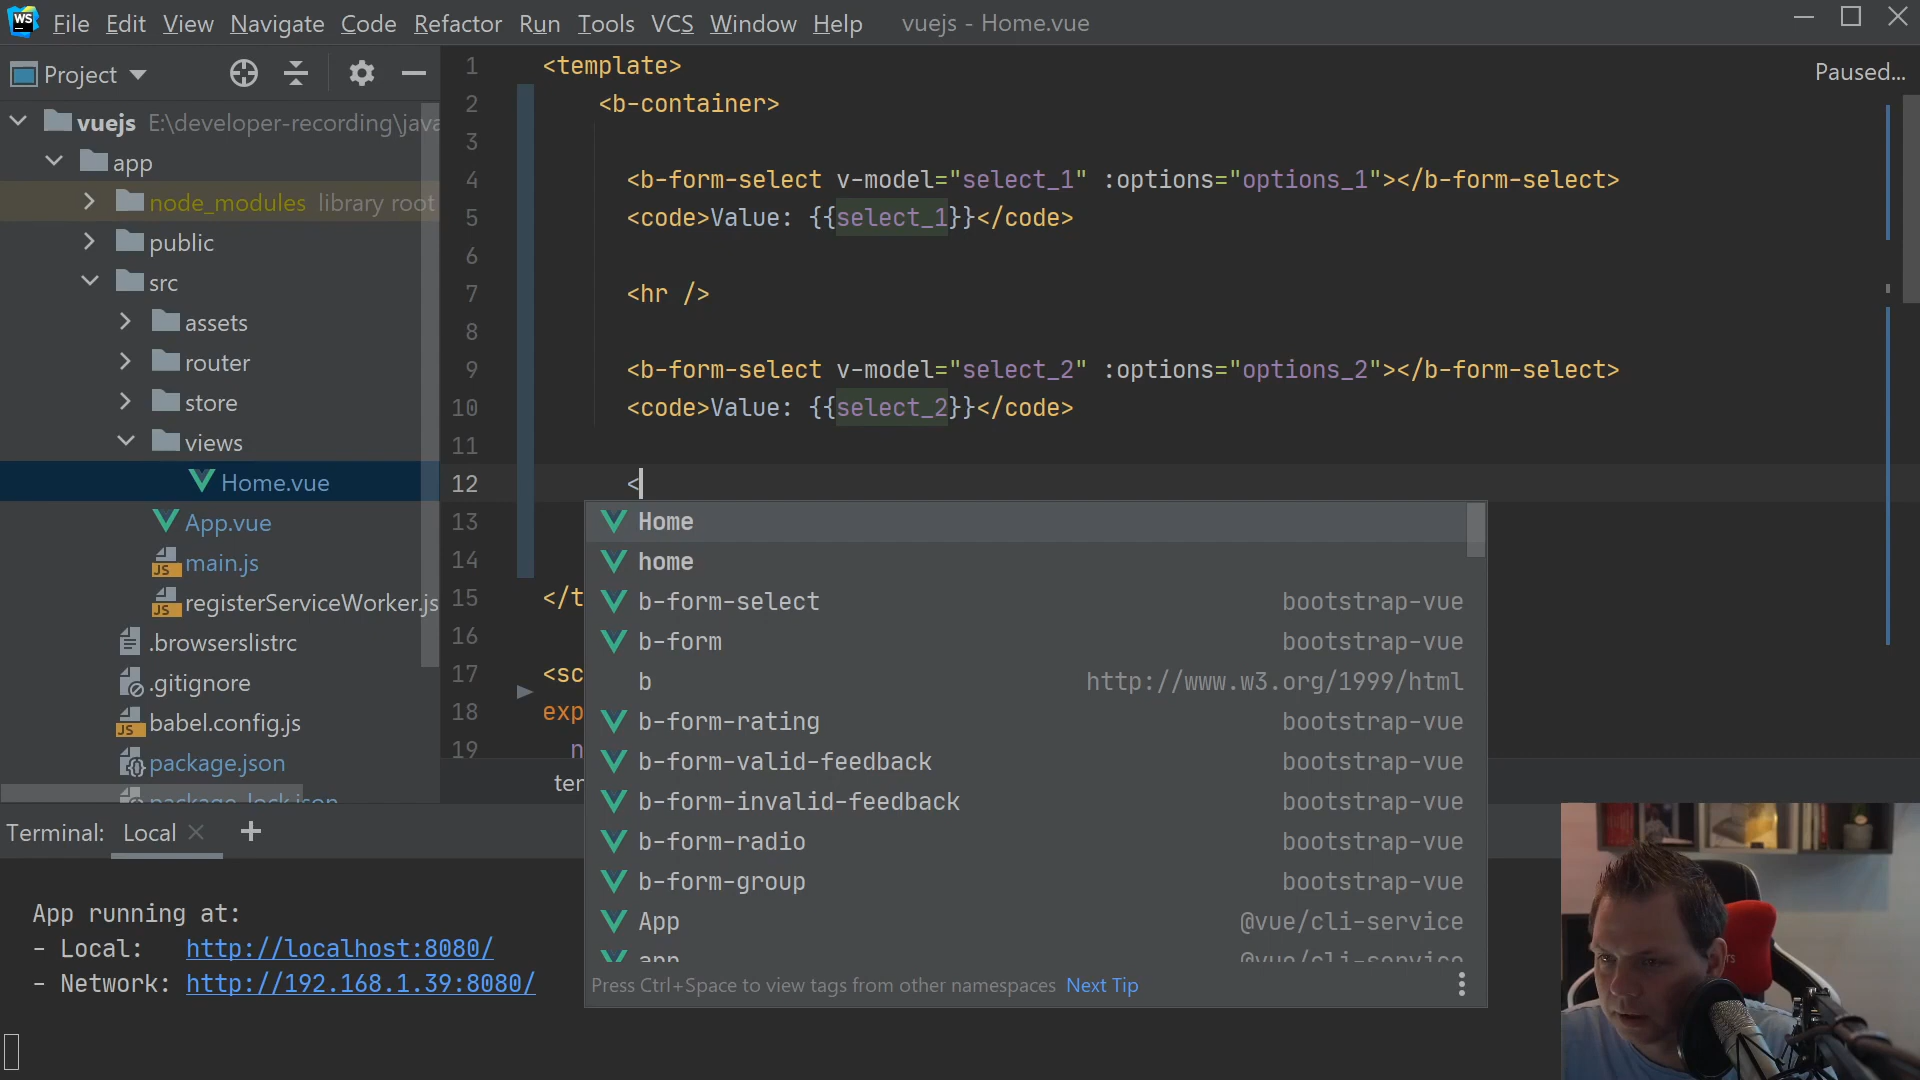 WS File Edit View Navigate Code Refactor Run Tools VCS Window Help vuejs - Home.vue
Project
Paused...
vuejs E:\developer-recording\java
app
node_modules library root
public
src
assets
router
store
views
Home.vue
App.vue
JS main.js
JS registerServiceWorker.js
.browserslistrc
.gitignore
JS babel.config.js
package.json
package-lock.json
1 <template>
2 <b-container>
3
4 <b-form-select v-model="select_1" :options="options_1"></b-form-select>
5 <code>Value: {{select_1}}</code>
6
7 <hr />
8
9 <b-form-select v-model="select_2" :options="options_2"></b-form-select>
10 <code>Value: {{select_2}}</code>
11
12 <
13
14
15 </t
16
17 <sc
18 exp
19 n
Home
home
b-form-select bootstrap-vue
b-form bootstrap-vue
b http://www.w3.org/1999/html
b-form-rating bootstrap-vue
b-form-valid-feedback bootstrap-vue
b-form-invalid-feedback bootstrap-vue
b-form-radio bootstrap-vue
b-form-group bootstrap-vue
App @vue/cli-service
app @vue/cli-service
Press Ctrl+Space to view tags from other namespaces Next Tip
Terminal: Local
App running at:
- Local: http://localhost:8080/
- Network: http://192.168.1.39:8080/